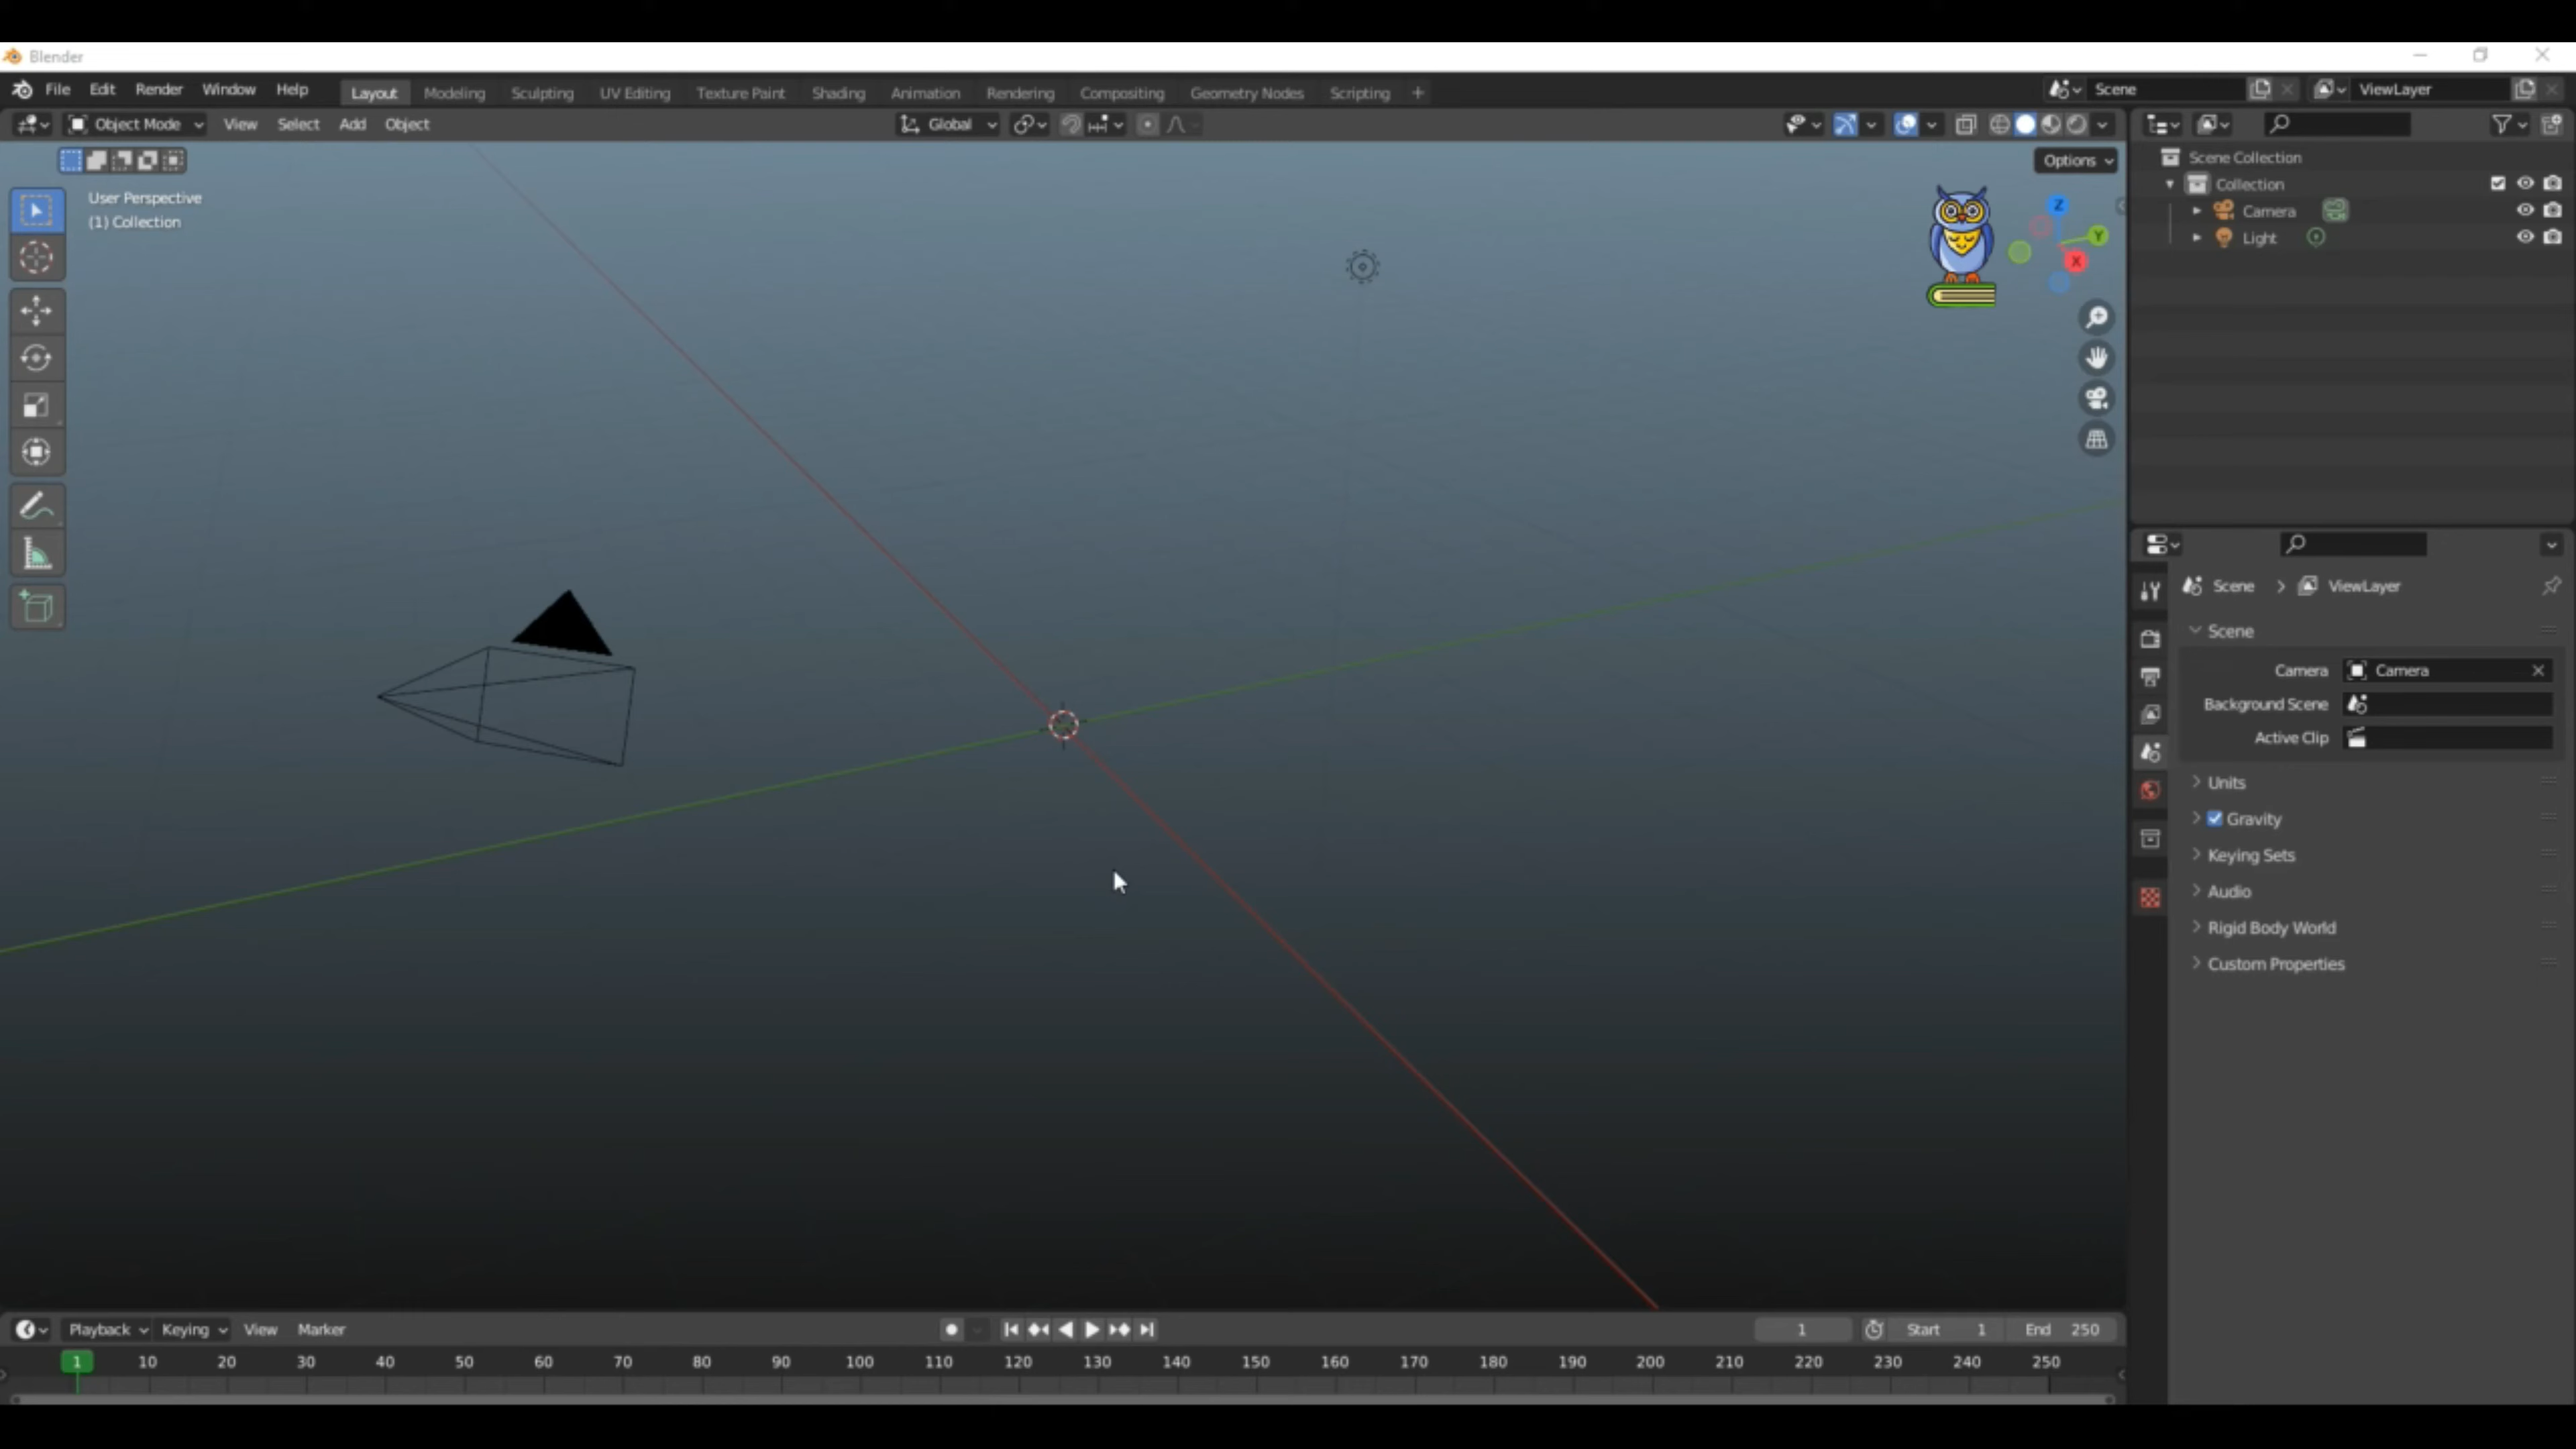 Blender
File Edit Render Window Help Layout Modeling Sculpting UV Editing Texture Paint Shading Animation Rendering Compositing Geometry Nodes Scripting + Scene ViewLayer
Object Mode View Select Add Object Global
Options
User Perspective
(1) Collection
Z
Y
X
Scene Collection
Collection
Camera
Light
Scene > ViewLayer
Scene
Camera Camera
Background Scene
Active Clip
Units
Gravity
Keying Sets
Audio
Rigid Body World
Custom Properties
Playback Keying View Marker 1 Start 1 End 250
1 10 20 30 40 50 60 70 80 90 100 110 120 130 140 150 160 170 180 190 200 210 220 230 240 250